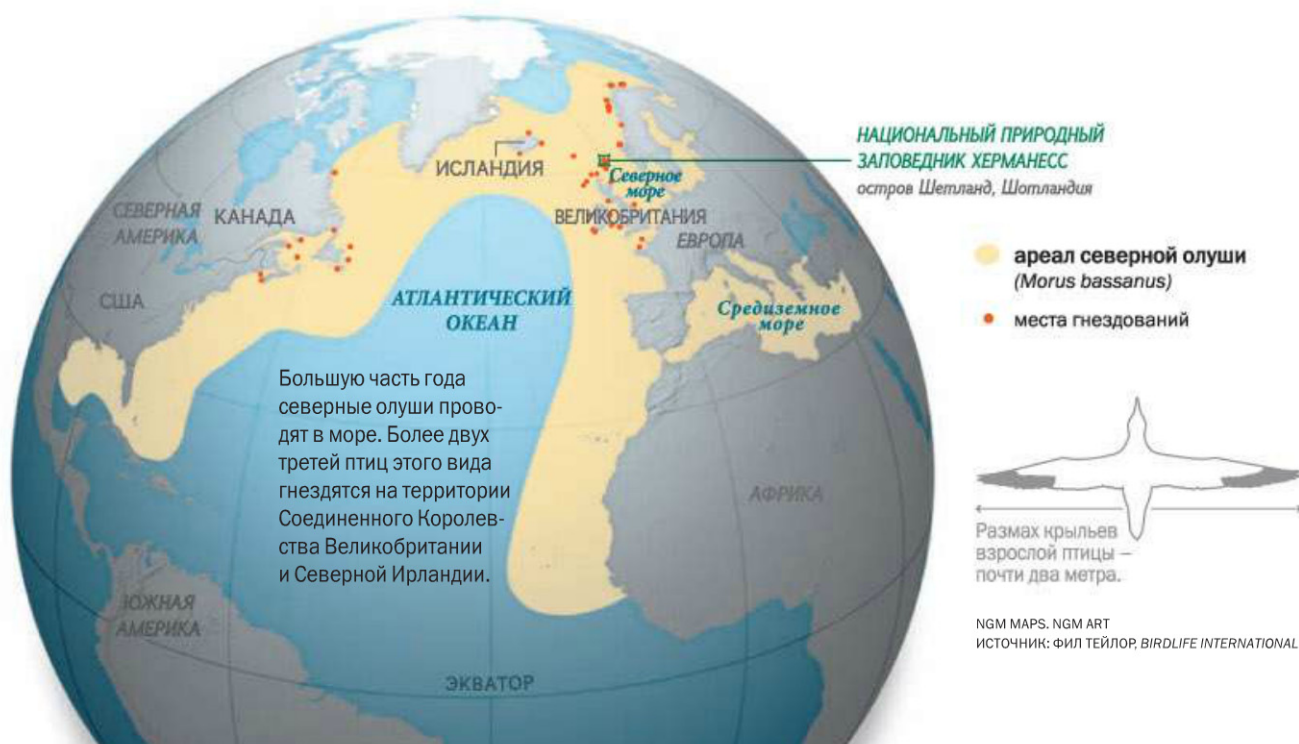 НАЦИОНАЛЬНЫЙ ПРИРОДНЫЙ
ЗАПОВЕДНИК ХЕРМАНЕСС
остров Шетланд, Шотландия
ИСЛАНДИЯ
Северное
море
СЕВЕРНАЯ
АМЕРИКА
КАНАДА
ВЕЛИКОБРИТАНИЯ
ЕВРОПА
США
АТЛАНТИЧЕСКИЙ
ОКЕАН
Средиземное
море
ареал северной олуши
(Morus bassanus)
места гнездований
Большую часть года
северные олуши прово-
дят в море. Более двух
третей птиц этого вида
гнездятся на территории
Соединенного Королев-
ства Великобритании
и Северной Ирландии.
АФРИКА
Размах крыльев
взрослой птицы –
почти два метра.
ЮЖНАЯ
АМЕРИКА
ЭКВАТОР
NGM MAPS. NGM ART
ИСТОЧНИК: ФИЛ ТЕЙЛОР, BIRDLIFE INTERNATIONAL